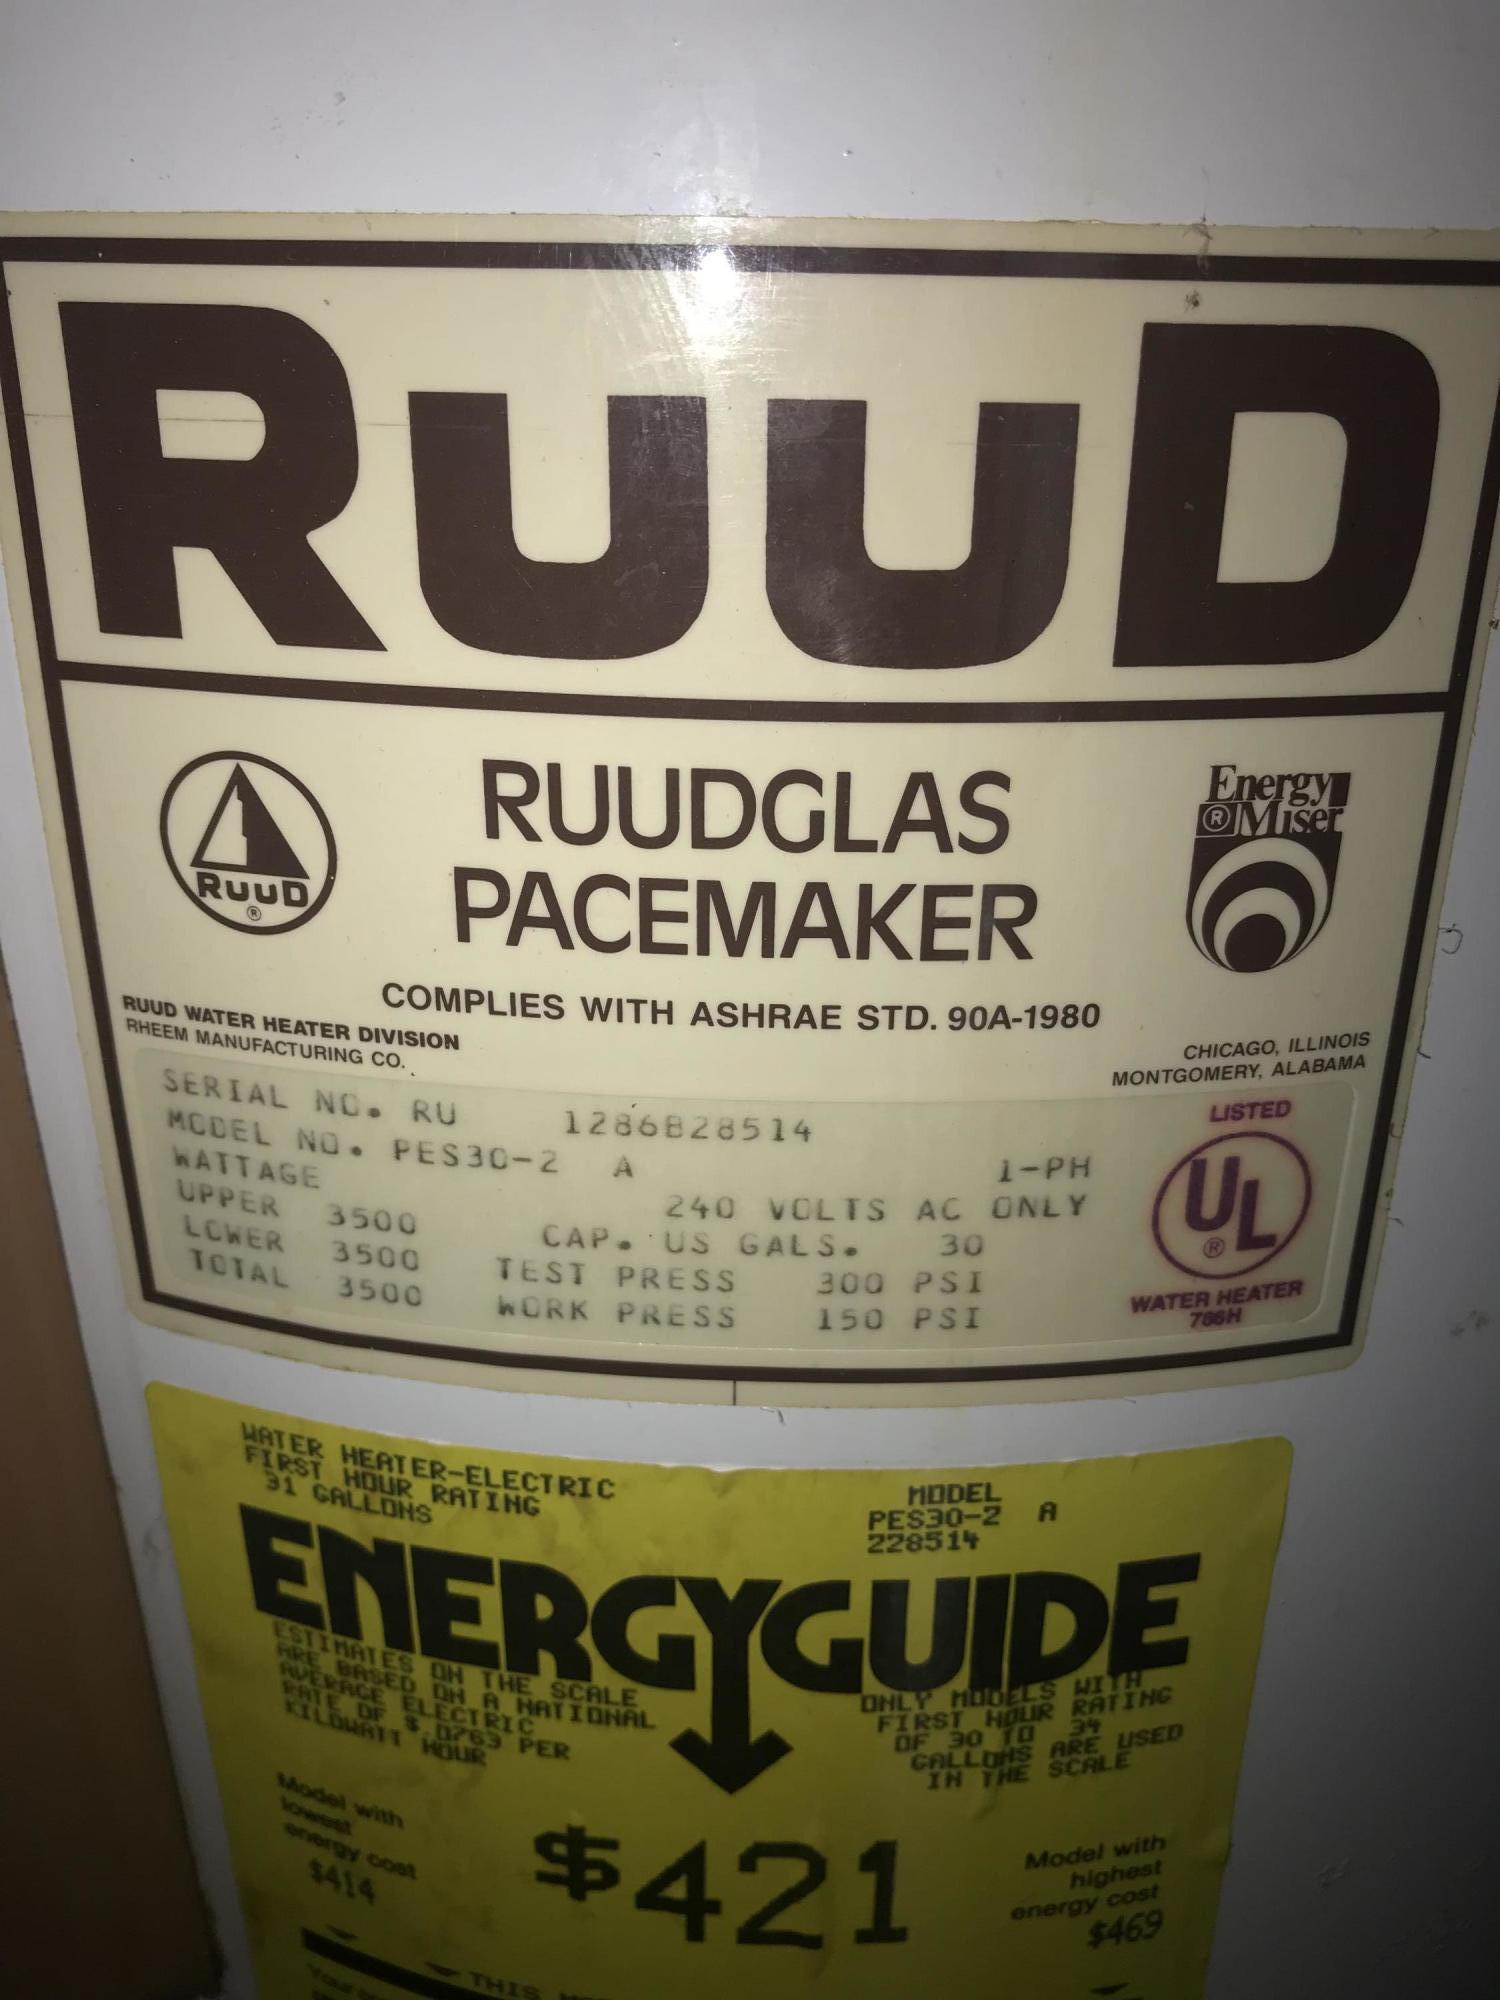 RUUD
RUUD
®
RUUDGLAS
PACEMAKER
Energy
® Miser
COMPLIES WITH ASHRAE STD. 90A-1980
RUUD WATER HEATER DIVISION
RHEEM MANUFACTURING CO.
CHICAGO, ILLINOIS
MONTGOMERY, ALABAMA
SERIAL NO. RU 1286B28514
MODEL NO. PES30-2 A 1-PH
WATTAGE 240 VOLTS AC ONLY
UPPER 3500 CAP. US GALS. 30
LOWER 3500 TEST PRESS 300 PSI
TOTAL 3500 WORK PRESS 150 PSI
LISTED
UL
®
WATER HEATER
766H
WATER HEATER-ELECTRIC
FIRST HOUR RATING
31 GALLONS
MODEL
PES30-2 A
228514
ENERGYGUIDE
ESTIMATES ON THE SCALE
ARE BASED ON A NATIONAL
AVERAGE ELECTRIC
RATE OF $.0763 PER
KILOWATT HOUR
ONLY MODELS WITH
FIRST HOUR RATING
OF 30 TO 34
GALLONS ARE USED
IN THE SCALE
Model with
lowest
energy cost
$414
$421
Model with
highest
energy cost
$469
THIS
Your